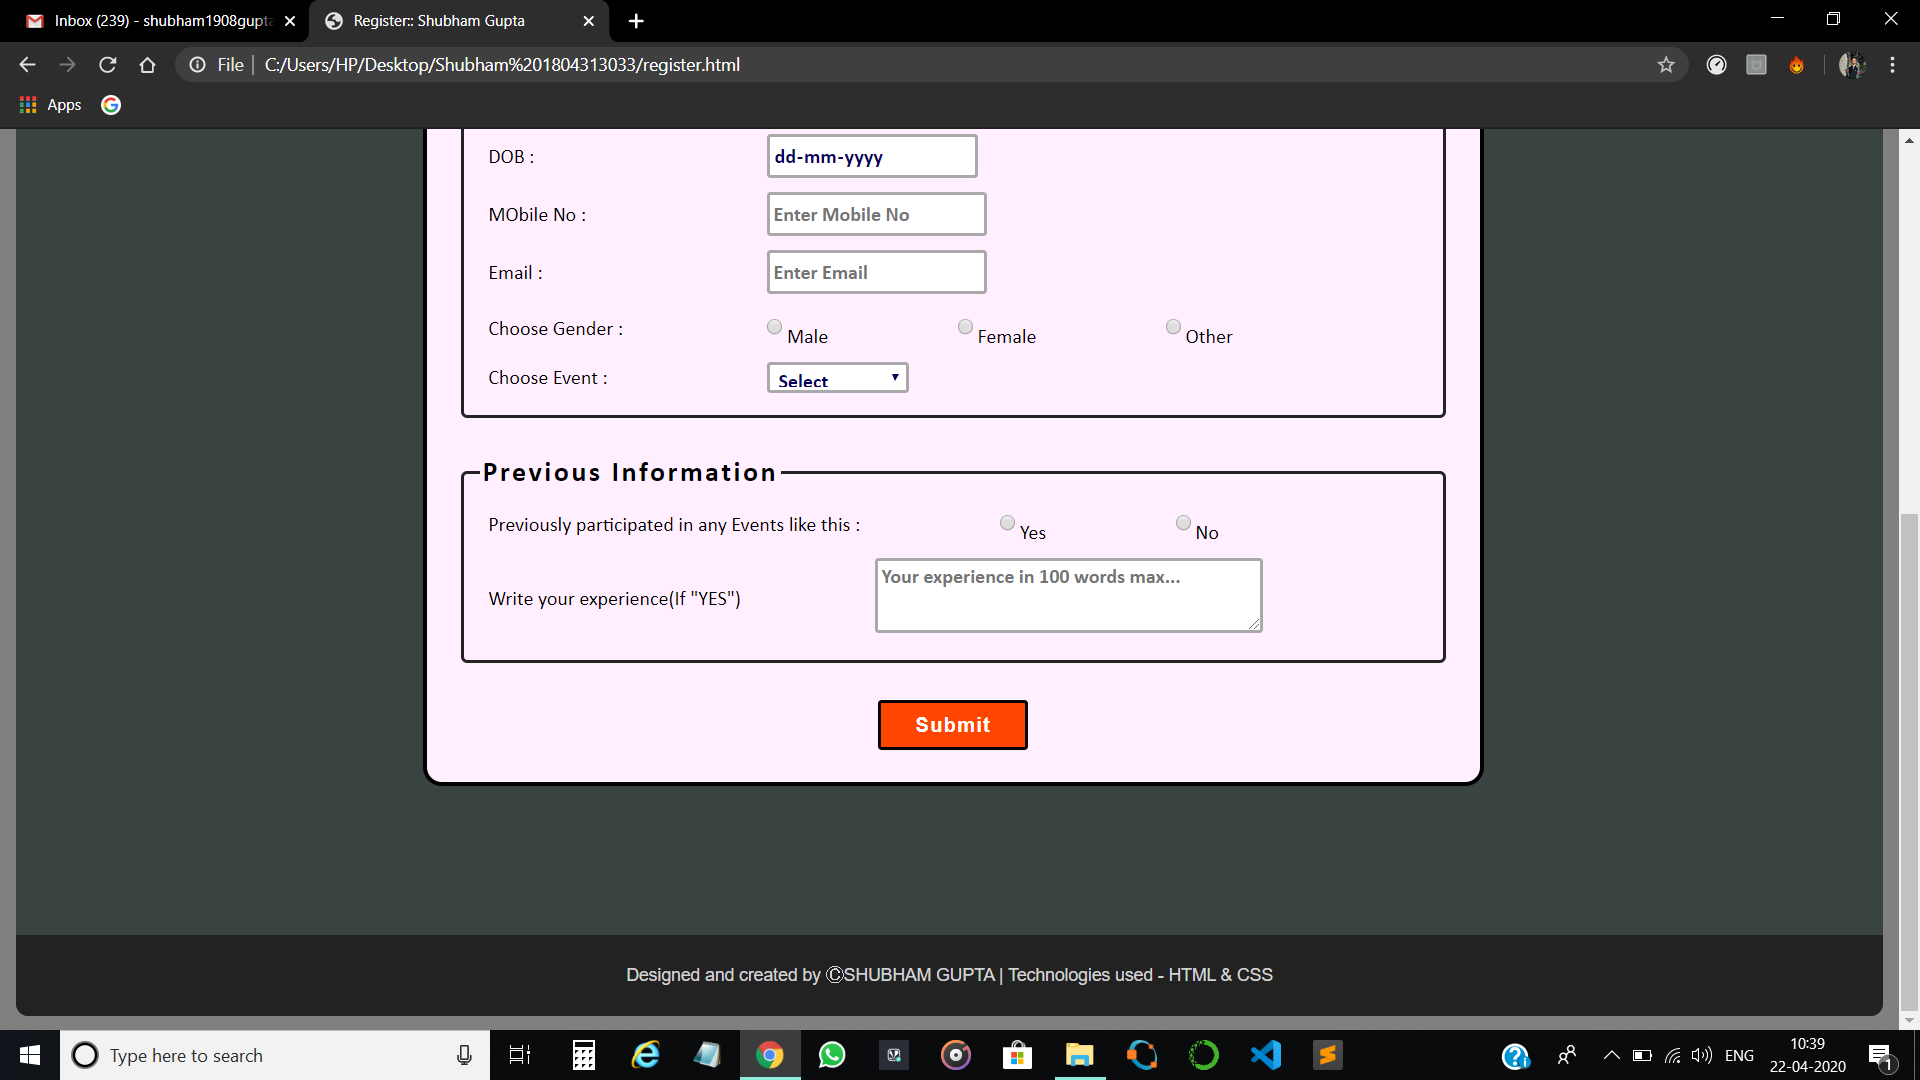 Inbox (239) - shubham1908gupta
Register:: Shubham Gupta
File | C:/Users/HP/Desktop/Shubham%201804313033/register.html
Apps
DOB :
dd-mm-yyyy
MObile No :
Enter Mobile No
Email :
Enter Email
Choose Gender :
Male
Female
Other
Choose Event :
Select
Previous Information
Previously participated in any Events like this :
Yes
No
Write your experience(If "YES")
Your experience in 100 words max...
Submit
Designed and created by ⒸSHUBHAM GUPTA | Technologies used - HTML & CSS
Type here to search
ENG
10:39
22-04-2020
1